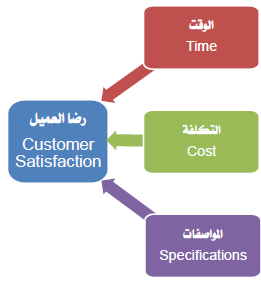 الوقت
Time
رضا العميل
Customer
Satisfaction
التكلفة
Cost
المواصفات
Specifications